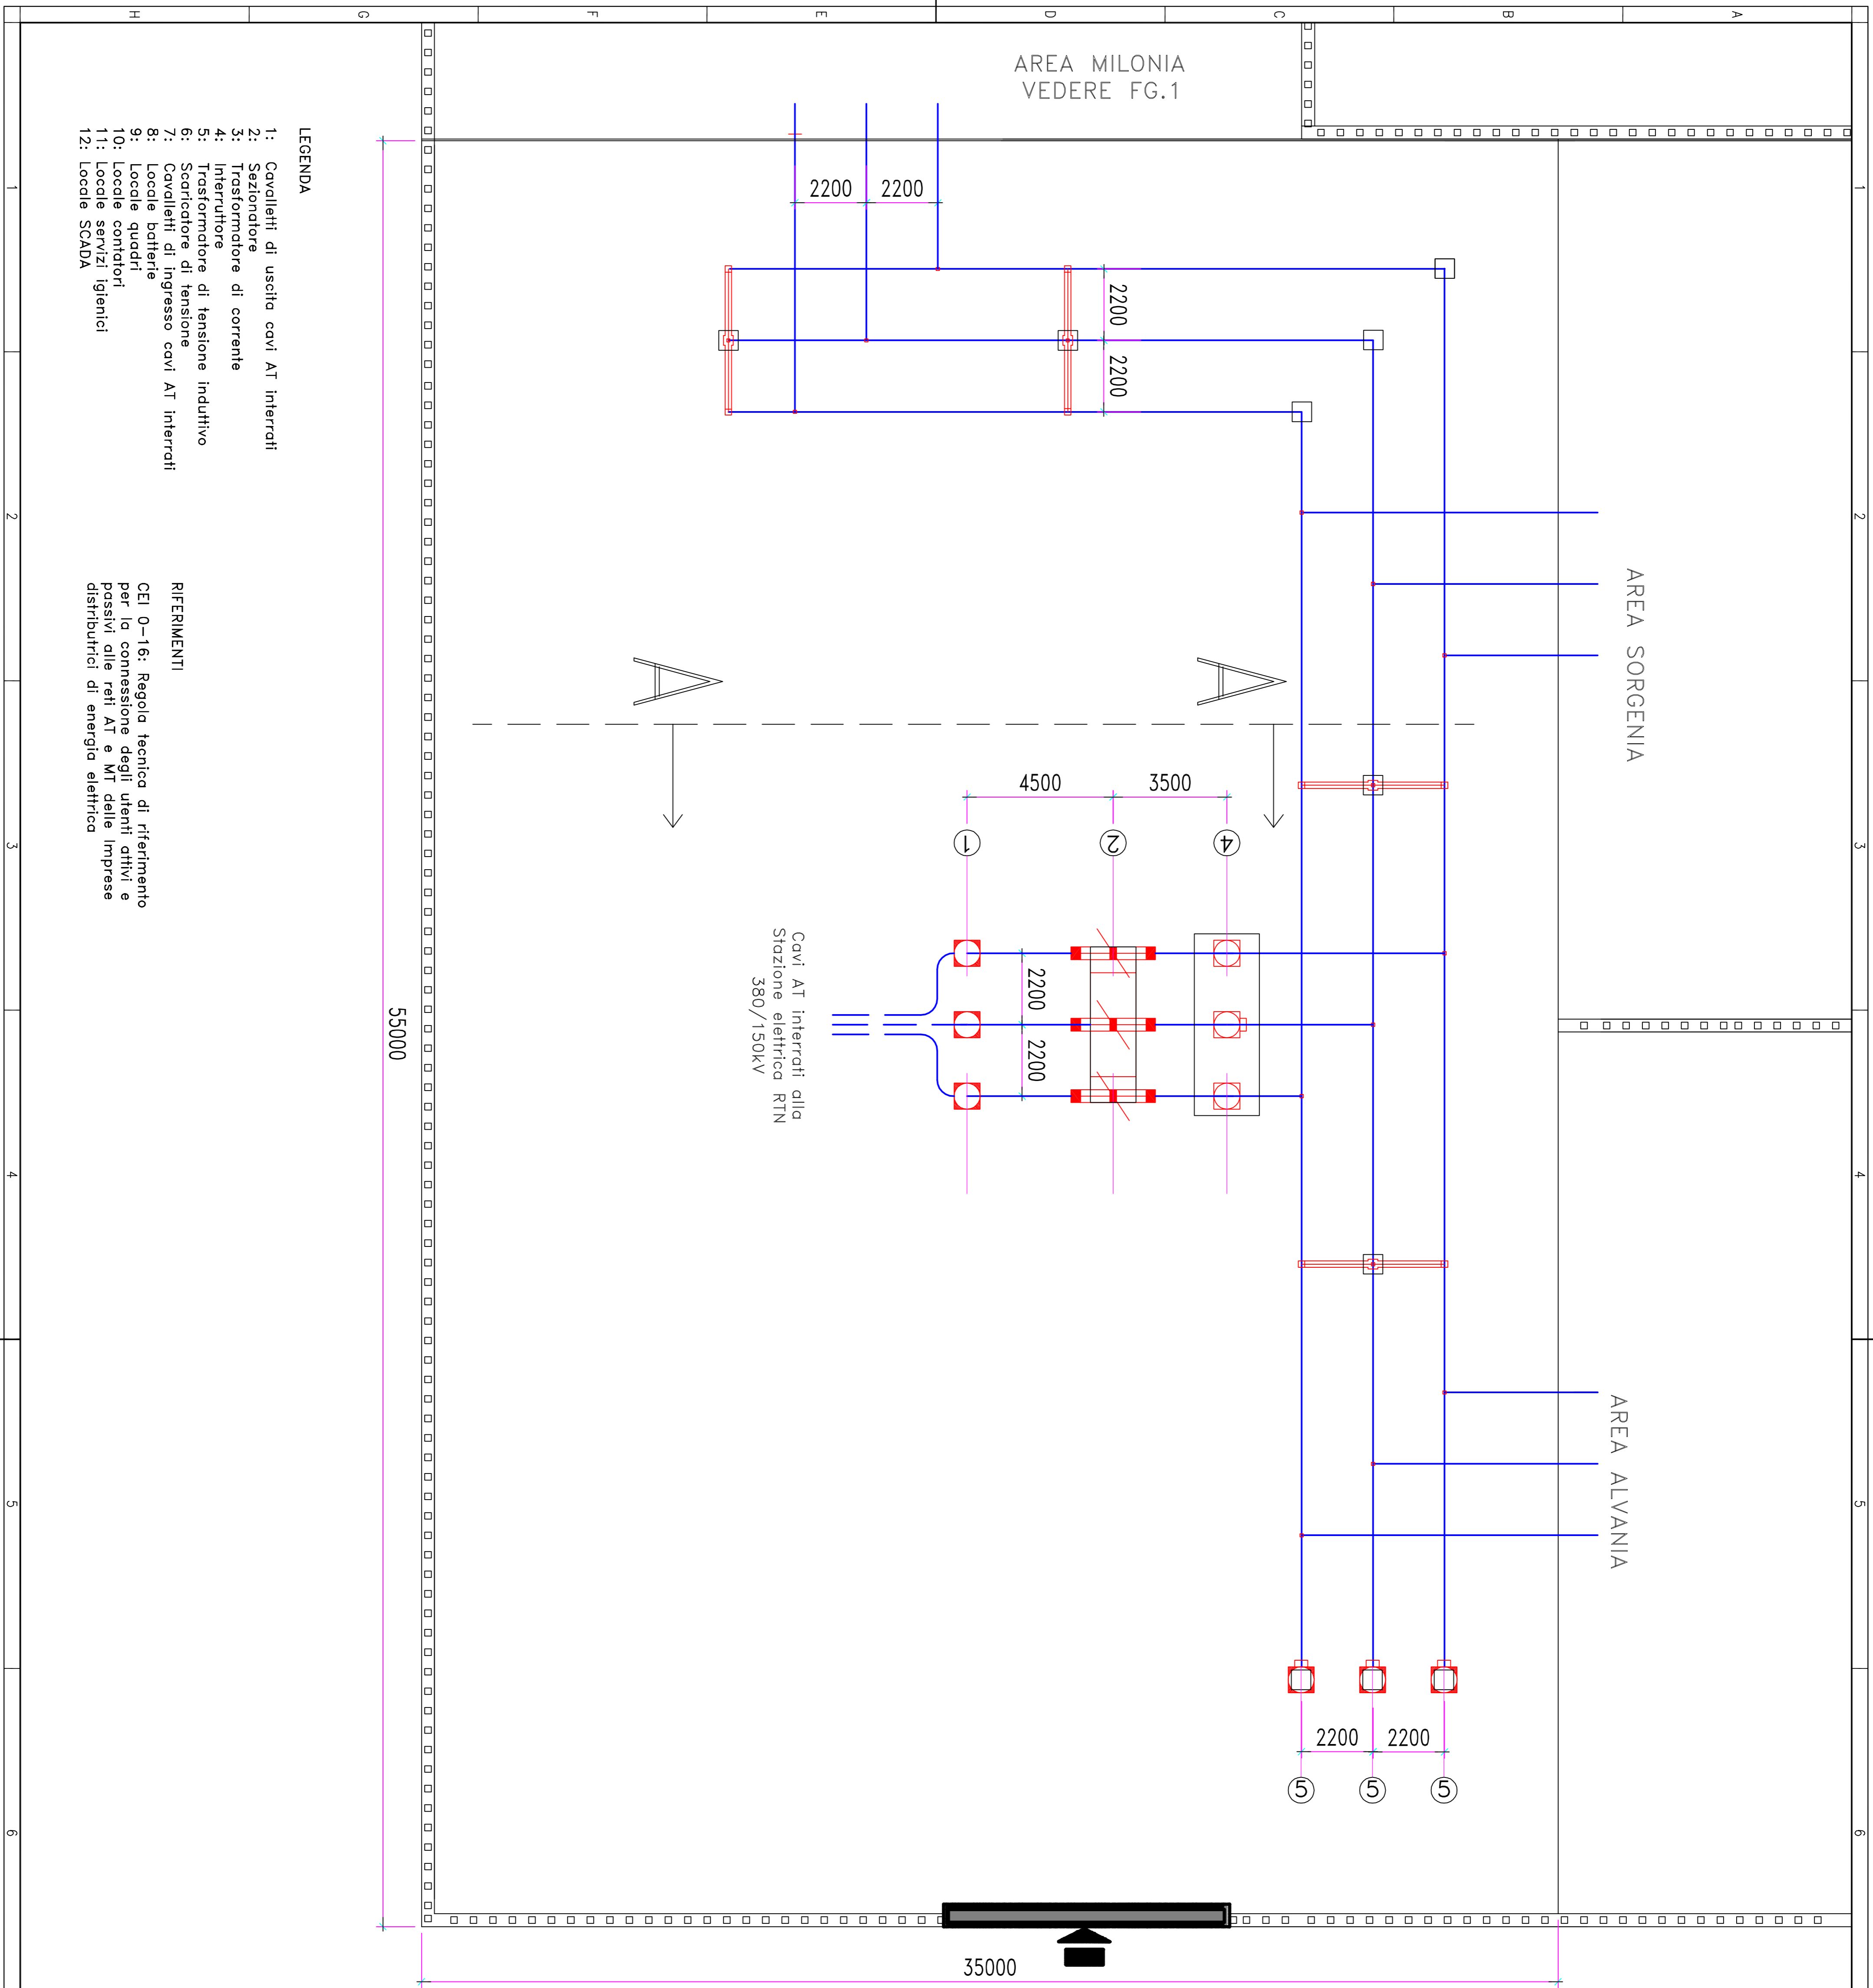 H
G
F
E
D
C
B
A
1
2
3
4
5
6
1
2
3
4
5
6
AREA MILONIA
VEDERE FG.1
AREA SORGENIA
AREA ALVANIA
2200
2200
2200
2200
A
A
4500
3500
1
2
4
2200
2200
Cavi AT interrati alla
Stazione elettrica RTN
380/150kV
2200
2200
5
5
5
55000
35000
LEGENDA
1: Cavalletti di uscita cavi AT interrati
2: Sezionatore
3: Trasformatore di corrente
4: Interruttore
5: Trasformatore di tensione induttivo
6: Scaricatore di tensione
7: Cavalletti di ingresso cavi AT interrati
8: Locale batterie
9: Locale quadri
10: Locale contatori
11: Locale servizi igienici
12: Locale SCADA
RIFERIMENTI
CEI 0-16: Regola tecnica di riferimento
per la connessione degli utenti attivi e
passivi alle reti AT e MT delle Imprese
distributrici di energia elettrica